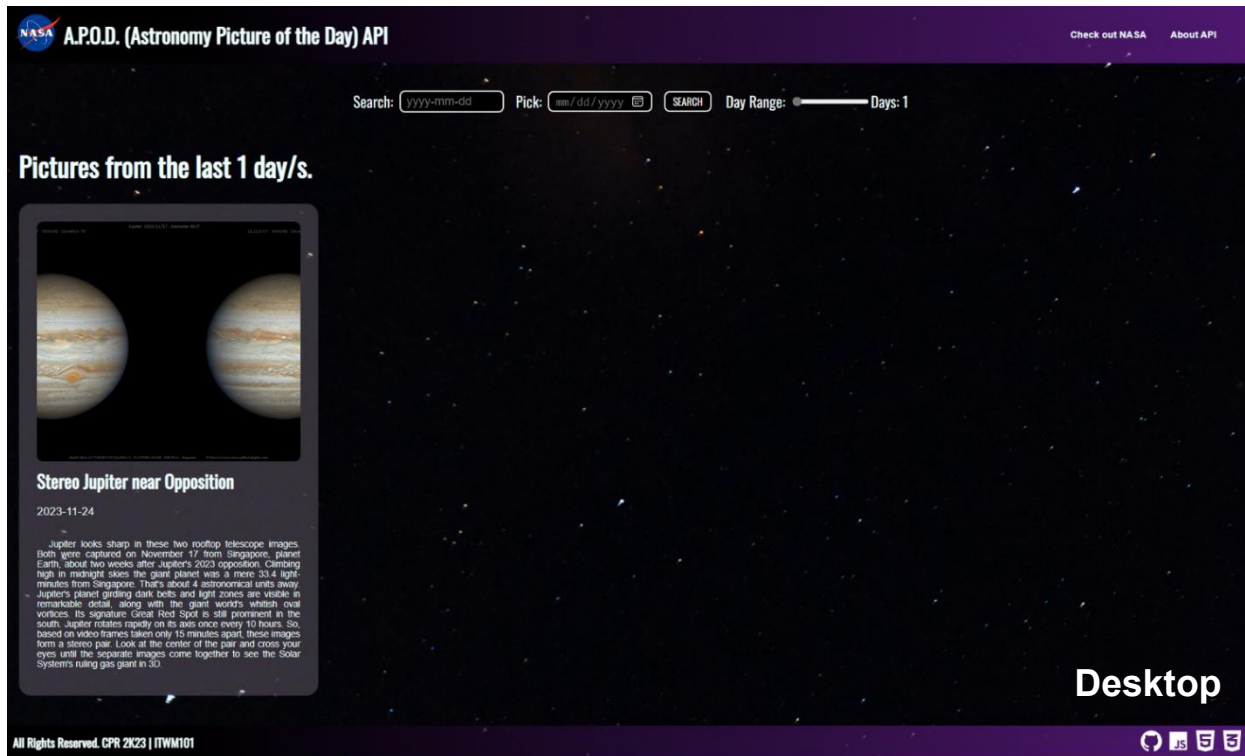 NASA
A.P.O.D. (Astronomy Picture of the Day) API
Check out NASA
About API
Search:
yyyy-mm-dd
Pick:
mm/dd/yyyy
SEARCH
Day Range:
Days: 1
Pictures from the last 1 day/s.
Stereo Jupiter near Opposition
2023-11-24
Jupiter looks sharp in these two rooftop telescope images.
Both were captured on November 17 from Singapore, planet
Earth, about two weeks after Jupiter's 2023 opposition. Climbing
high in midnight skies the giant planet was a mere 33.4 light-
minutes from Singapore. That's about 4 astronomical units away.
Jupiter's planet girdling dark belts and light zones are visible in
remarkable detail, along with the giant world's whitish oval
vortices. Its signature Great Red Spot is still prominent in the
south. Jupiter rotates rapidly on its axis once every 10 hours. So,
based on video frames taken only 15 minutes apart, these images
form a stereo pair. Look at the center of the pair and cross your
eyes until the separate images come together to see the Solar
System's ruling gas giant in 3D.
Desktop
All Rights Reserved. CPR 2K23 | ITWM101
JS